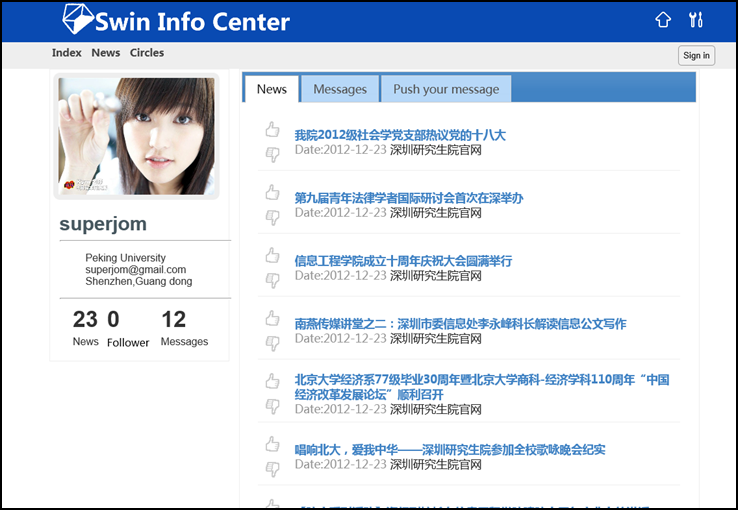 Swin Info Center
Index News Circles
Sign in
News Messages Push your message
superjom
Peking University
superjom@gmail.com
Shenzhen,Guang dong
23 0 12
News Follower Messages
我院2012级社会学党支部热议党的十八大
Date:2012-12-23 深圳研究生院官网
第九届青年法律学者国际研讨会首次在深举办
Date:2012-12-23 深圳研究生院官网
信息工程学院成立十周年庆祝大会圆满举行
Date:2012-12-23 深圳研究生院官网
南燕传媒讲堂之二：深圳市委信息处李永峰科长解读信息公文写作
Date:2012-12-23 深圳研究生院官网
北京大学经济系77级毕业30周年暨北京大学商科-经济学科110周年“中国
经济改革发展论坛”顺利召开
Date:2012-12-23 深圳研究生院官网
唱响北大，爱我中华——深圳研究生院参加全校歌咏晚会纪实
Date:2012-12-23 深圳研究生院官网